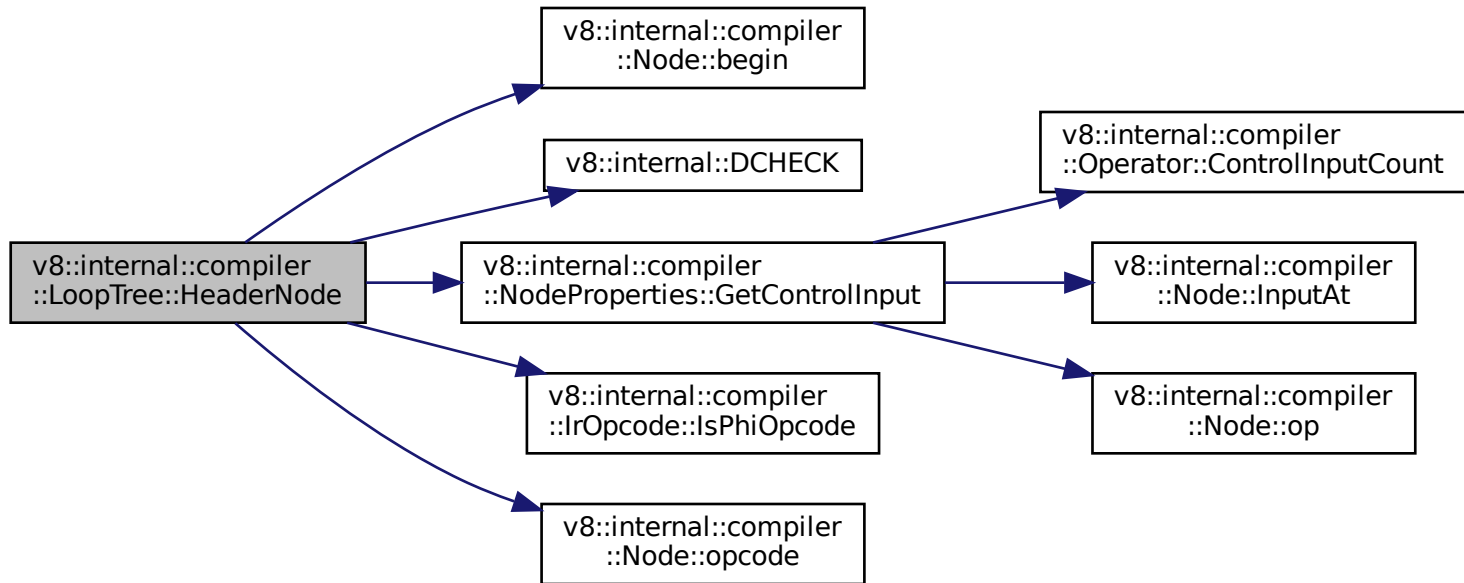 v8::internal::compiler
::Node::begin
v8::internal::DCHECK
v8::internal::compiler
::Operator::ControlInputCount
v8::internal::compiler
::LoopTree::HeaderNode
v8::internal::compiler
::NodeProperties::GetControlInput
v8::internal::compiler
::Node::InputAt
v8::internal::compiler
::IrOpcode::IsPhiOpcode
v8::internal::compiler
::Node::op
v8::internal::compiler
::Node::opcode